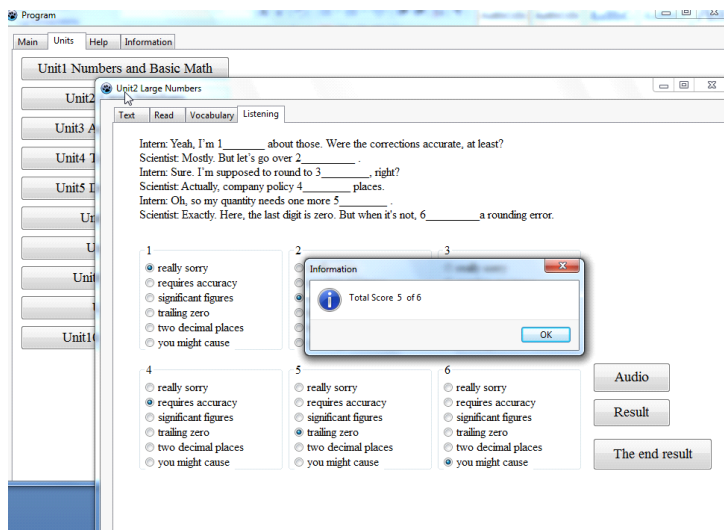 Program
Main Units Help Information
Unit1 Numbers and Basic Math
Unit2
Unit3 A
Unit4 T
Unit5 D
Un
U
Unit
Unit10
Unit2 Large Numbers
Text Read Vocabulary Listening
Intern: Yeah, I'm 1________ about those. Were the corrections accurate, at least?
Scientist: Mostly. But let's go over 2__________ .
Intern: Sure. I'm supposed to round to 3_________, right?
Scientist: Actually, company policy 4_________ places.
Intern: Oh, so my quantity needs one more 5_________ .
Scientist: Exactly. Here, the last digit is zero. But when it's not, 6__________a rounding error.
1
really sorry
requires accuracy
significant figures
trailing zero
two decimal places
you might cause
2
3
Information
Total Score 5 of 6
OK
4
really sorry
requires accuracy
significant figures
trailing zero
two decimal places
you might cause
5
really sorry
requires accuracy
significant figures
trailing zero
two decimal places
you might cause
6
really sorry
requires accuracy
significant figures
trailing zero
two decimal places
you might cause
Audio
Result
The end result